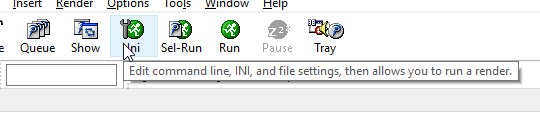 Insert Render Options Tools Window Help
Queue Show Ini Sel-Run Run Pause Tray
Edit command line, INI, and file settings, then allows you to run a render.